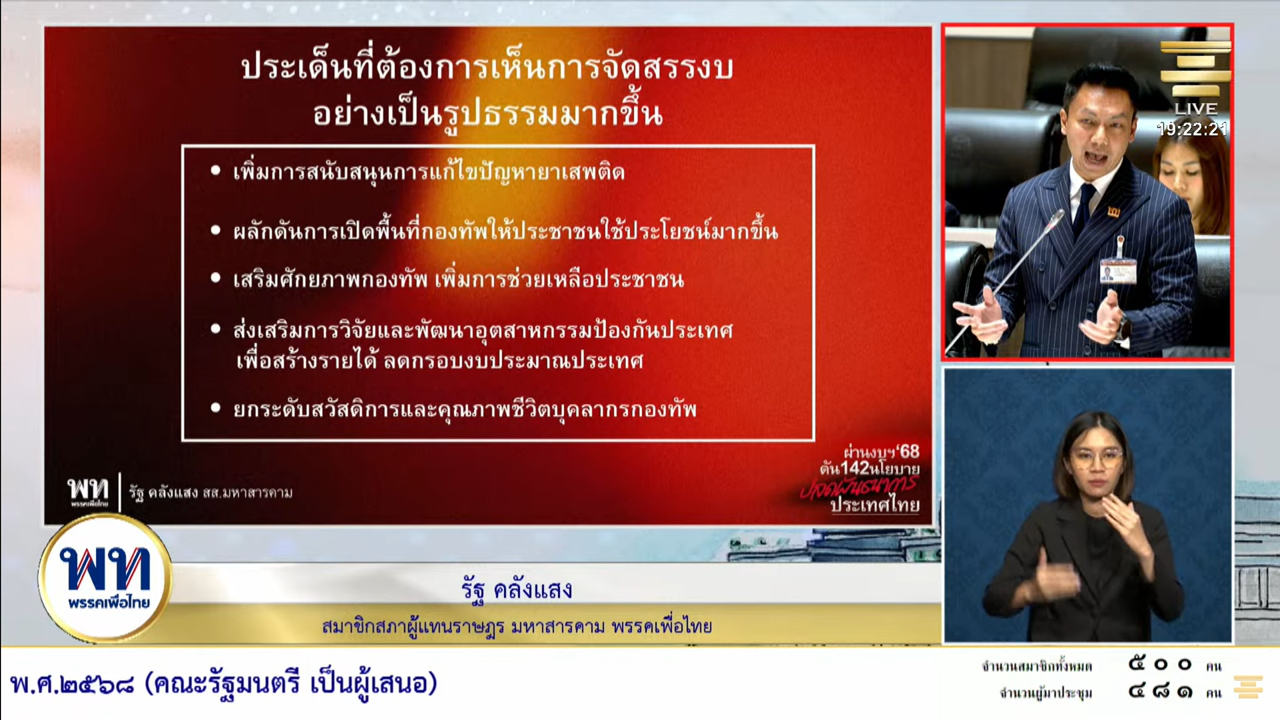 ประเด็นที่ต้องการเห็นการจัดสรรงบ
อย่างเป็นรูปธรรมมากขึ้น
• เพิ่มการสนับสนุนการแก้ไขปัญหายาเสพติด
• ผลักดันการเปิดพื้นที่กองทัพให้ประชาชนใช้ประโยชน์มากขึ้น
• เสริมศักยภาพกองทัพ เพิ่มการช่วยเหลือประชาชน
• ส่งเสริมการวิจัยและพัฒนาอุตสาหกรรมป้องกันประเทศ
เพื่อสร้างรายได้ ลดกรอบงบประมาณประเทศ
• ยกระดับสวัสดิการและคุณภาพชีวิตบุคลากรกองทัพ
พท
พรรคเพื่อไทย
รัฐ คลังแสง สส.มหาสารคาม
ผ่านงบฯ'68
ดัน142นโยบาย
ปลดพันธนาการ
ประเทศไทย
LIVE
19:22:21
พท
พรรคเพื่อไทย
รัฐ คลังแสง
สมาชิกสภาผู้แทนราษฎร มหาสารคาม พรรคเพื่อไทย
พ.ศ.๒๕๖๘ (คณะรัฐมนตรี เป็นผู้เสนอ)
จำนวนสมาชิกทั้งหมด ๕๐๐ คน
จำนวนผู้มาประชุม ๔๘๑ คน